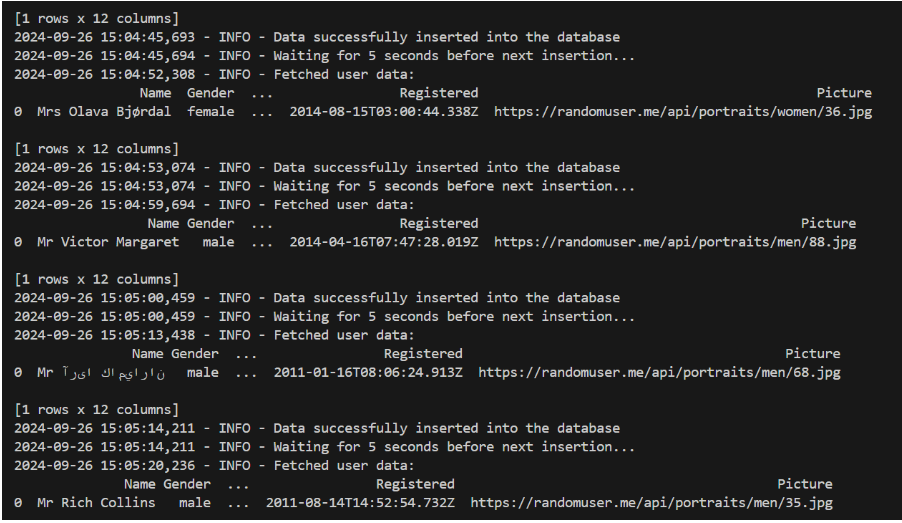 [1 rows x 12 columns]
2024-09-26 15:04:45,693 - INFO - Data successfully inserted into the database
2024-09-26 15:04:45,694 - INFO - Waiting for 5 seconds before next insertion...
2024-09-26 15:04:52,308 - INFO - Fetched user data:
Name Gender ... Registered Picture
0 Mrs Olava Bjørdal female ... 2014-08-15T03:00:44.338Z https://randomuser.me/api/portraits/women/36.jpg
[1 rows x 12 columns]
2024-09-26 15:04:53,074 - INFO - Data successfully inserted into the database
2024-09-26 15:04:53,074 - INFO - Waiting for 5 seconds before next insertion...
2024-09-26 15:04:59,694 - INFO - Fetched user data:
Name Gender ... Registered Picture
0 Mr Victor Margaret male ... 2014-04-16T07:47:28.019Z https://randomuser.me/api/portraits/men/88.jpg
[1 rows x 12 columns]
2024-09-26 15:05:00,459 - INFO - Data successfully inserted into the database
2024-09-26 15:05:00,459 - INFO - Waiting for 5 seconds before next insertion...
2024-09-26 15:05:13,438 - INFO - Fetched user data:
Name Gender ... Registered Picture
0 Mr آریا كاميداران male ... 2011-01-16T08:06:24.913Z https://randomuser.me/api/portraits/men/68.jpg
[1 rows x 12 columns]
2024-09-26 15:05:14,211 - INFO - Data successfully inserted into the database
2024-09-26 15:05:14,211 - INFO - Waiting for 5 seconds before next insertion...
2024-09-26 15:05:20,236 - INFO - Fetched user data:
Name Gender ... Registered Picture
0 Mr Rich Collins male ... 2011-08-14T14:52:54.732Z https://randomuser.me/api/portraits/men/35.jpg